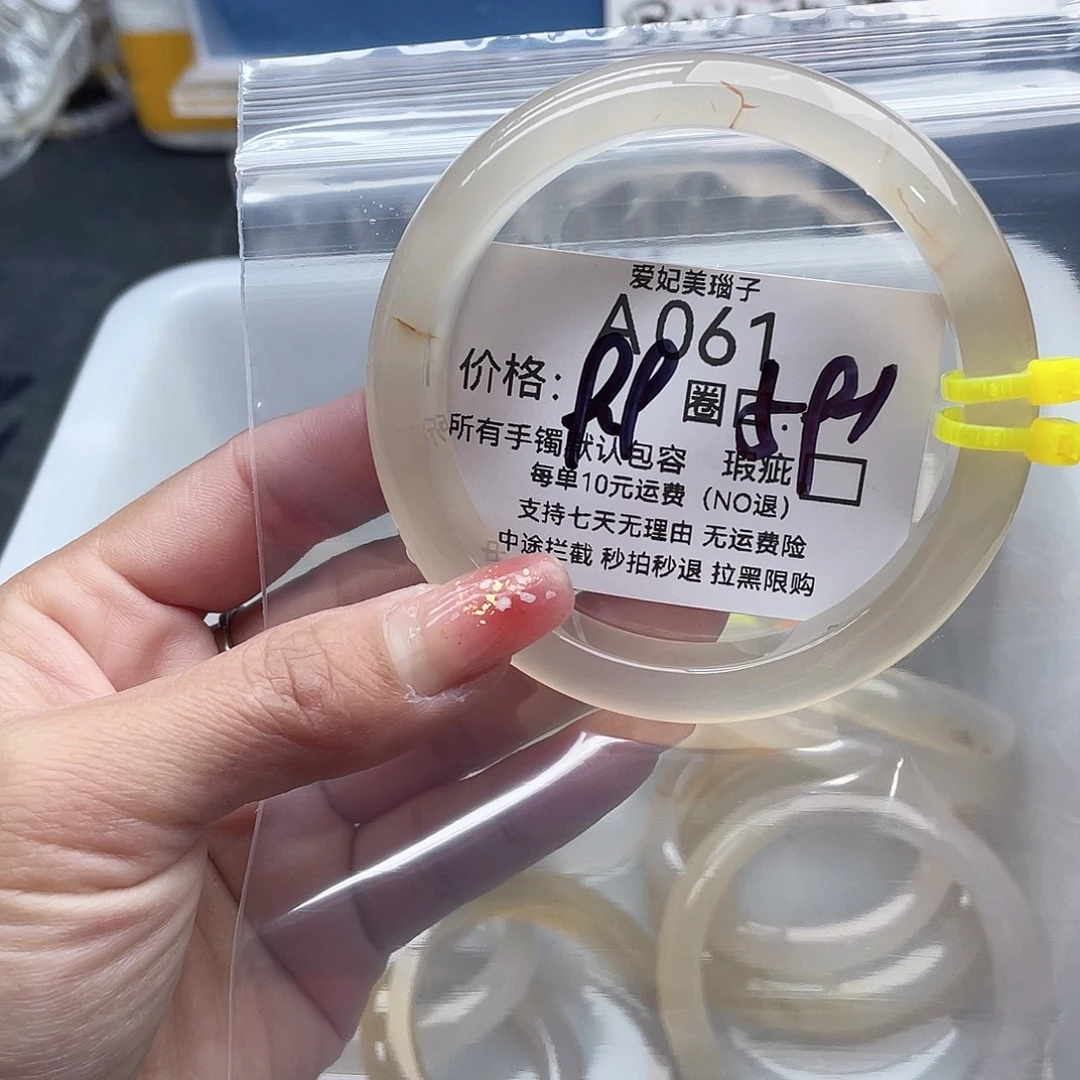 爱妃美瑙子
A061
价格: 圈口:
所有手镯默认包容 瑕疵
每单10元运费 (NO退)
支持七天无理由 无运费险
中途拦截 秒拍秒退 拉黑限购